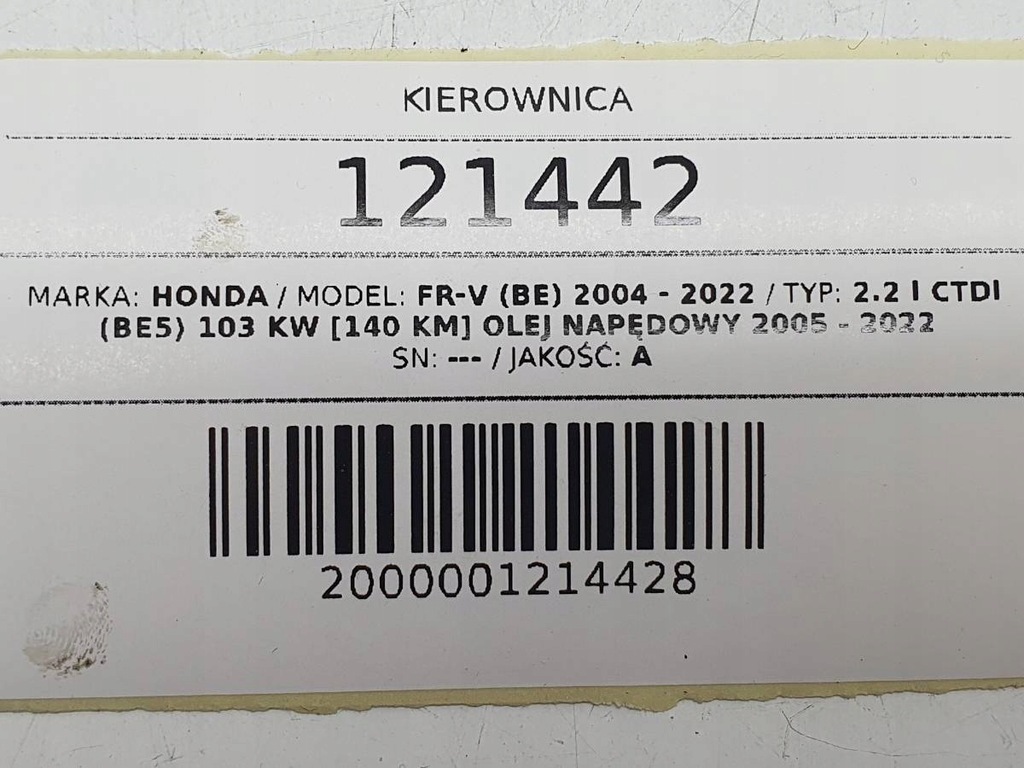 KIEROWNICA
121442
MARKA: HONDA / MODEL: FR-V (BE) 2004 - 2022 / TYP: 2.2 I CTDI
(BE5) 103 KW [140 KM] OLEJ NAPĘDOWY 2005 - 2022
SN: --- / JAKOŚĆ: A
2000001214428